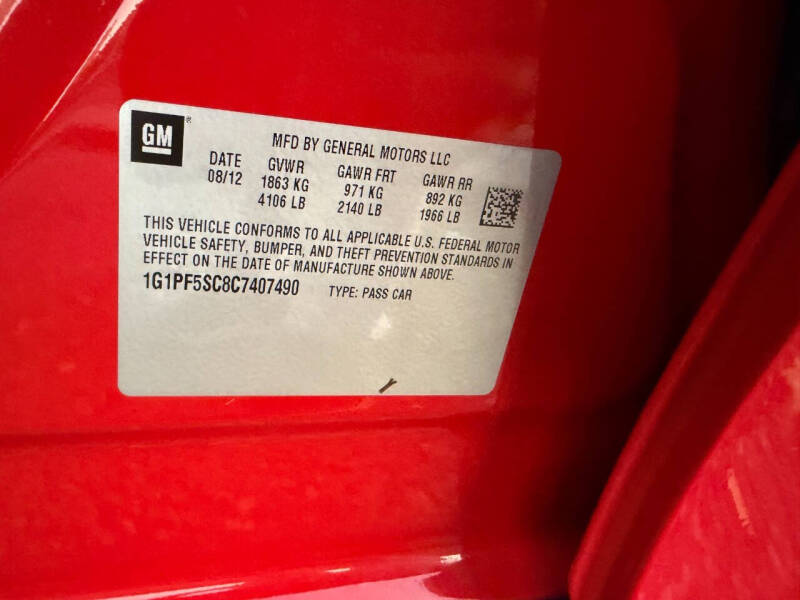 GM®
MFD BY GENERAL MOTORS LLC
DATE GVWR GAWR FRT GAWR RR
08/12 1863 KG 971 KG 892 KG
4106 LB 2140 LB 1966 LB
THIS VEHICLE CONFORMS TO ALL APPLICABLE U.S. FEDERAL MOTOR
VEHICLE SAFETY, BUMPER, AND THEFT PREVENTION STANDARDS IN
EFFECT ON THE DATE OF MANUFACTURE SHOWN ABOVE.
1G1PF5SC8C7407490 TYPE: PASS CAR